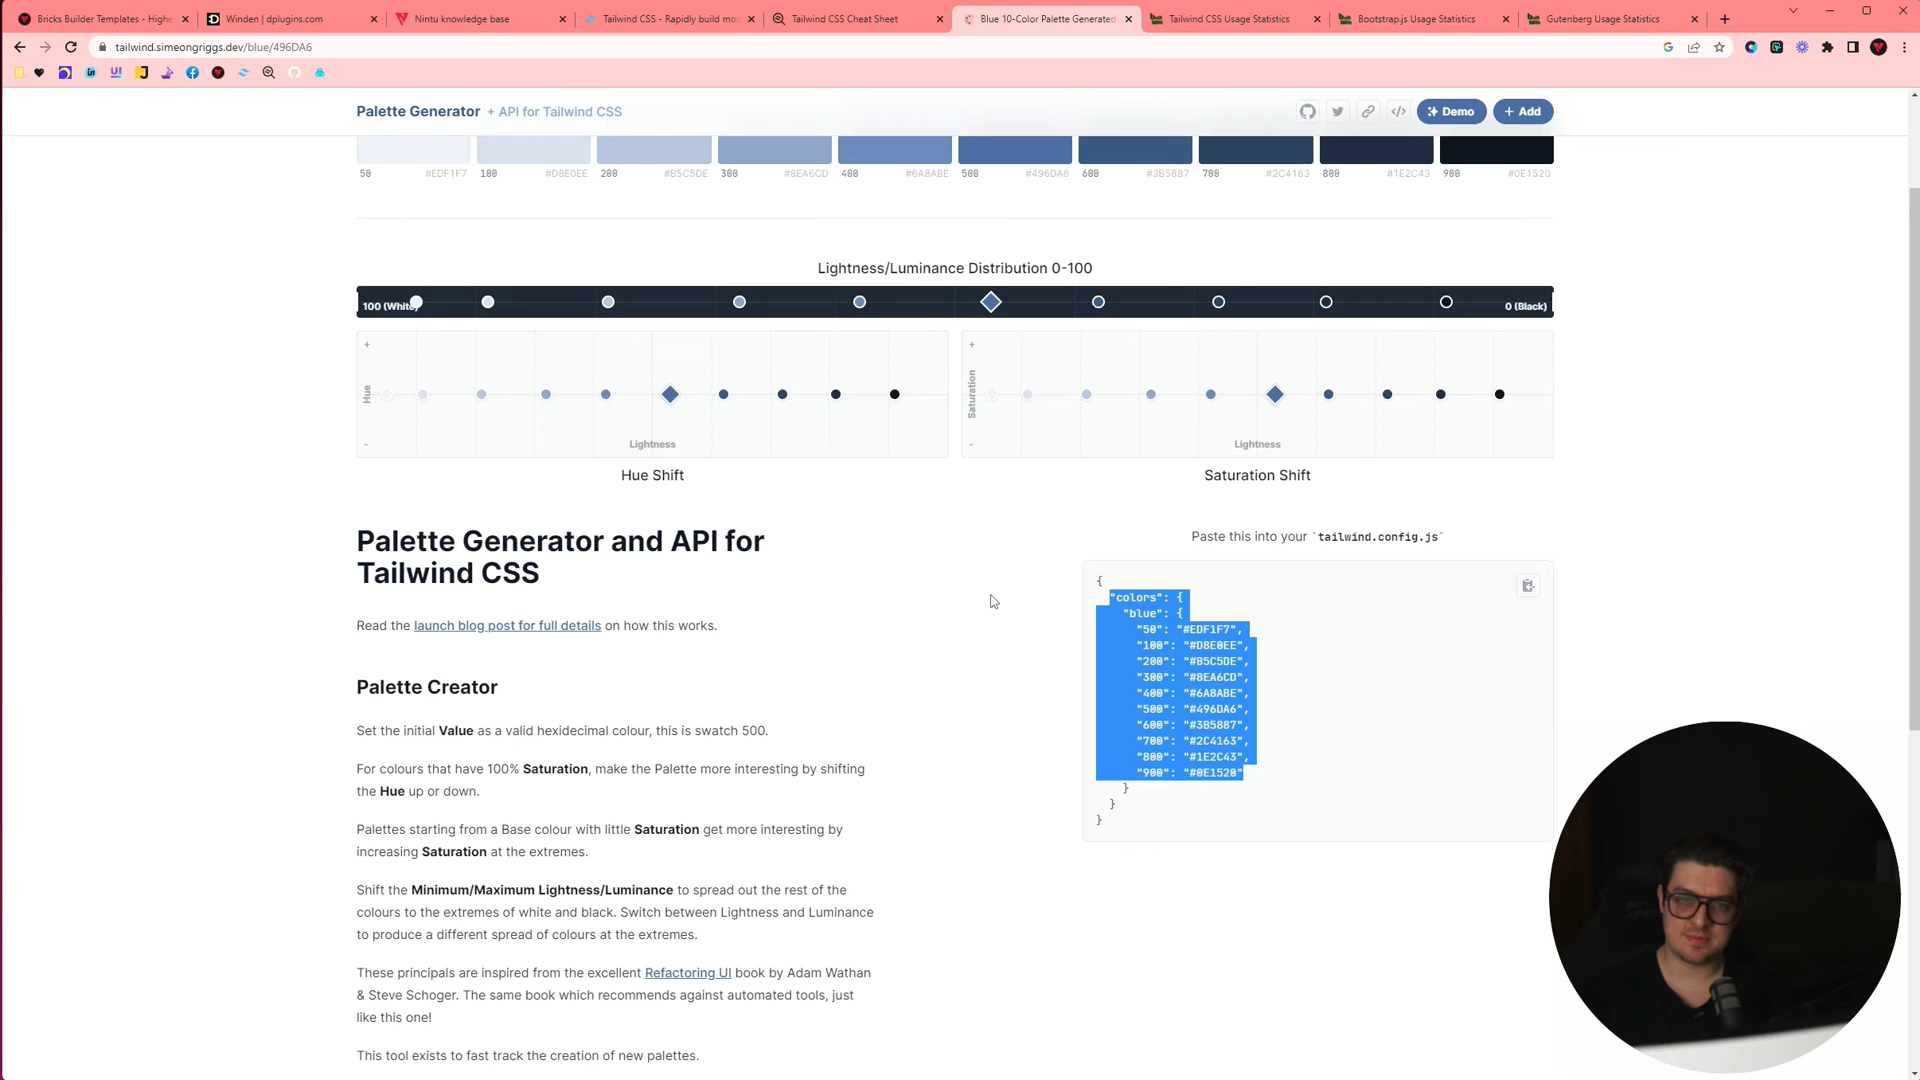 Bricks Builder Templates - Highe
Winden | dplugins.com
Nintu knowledge base
Tailwind CSS - Rapidly build mo
Tailwind CSS Cheat Sheet
Blue 10-Color Palette Generated
Tailwind CSS Usage Statistics
Bootstrap.js Usage Statistics
Gutenberg Usage Statistics
tailwind.simeongriggs.dev/blue/496DA6
Palette Generator + API for Tailwind CSS
Demo
+ Add
50 #EDF1F7
100 #D8E0EE
200 #B5C5DE
300 #8EA6CD
400 #6A8ABE
500 #496DA6
600 #3B5887
700 #2C4163
800 #1E2C43
900 #0E1520
Lightness/Luminance Distribution 0-100
100 (White)
0 (Black)
+
Hue
-
Lightness
Hue Shift
+
Saturation
-
Lightness
Saturation Shift
Palette Generator and API for
Tailwind CSS
Read the launch blog post for full details on how this works.
Palette Creator
Set the initial Value as a valid hexidecimal colour, this is swatch 500.
For colours that have 100% Saturation, make the Palette more interesting by shifting
the Hue up or down.
Palettes starting from a Base colour with little Saturation get more interesting by
increasing Saturation at the extremes.
Shift the Minimum/Maximum Lightness/Luminance to spread out the rest of the
colours to the extremes of white and black. Switch between Lightness and Luminance
to produce a different spread of colours at the extremes.
These principals are inspired from the excellent Refactoring UI book by Adam Wathan
& Steve Schoger. The same book which recommends against automated tools, just
like this one!
This tool exists to fast track the creation of new palettes.
Paste this into your `tailwind.config.js`
{
"colors": {
"blue": {
"50": "#EDF1F7",
"100": "#D8E0EE",
"200": "#B5C5DE",
"300": "#8EA6CD",
"400": "#6A8ABE",
"500": "#496DA6",
"600": "#3B5887",
"700": "#2C4163",
"800": "#1E2C43",
"900": "#0E1520"
}
}
}